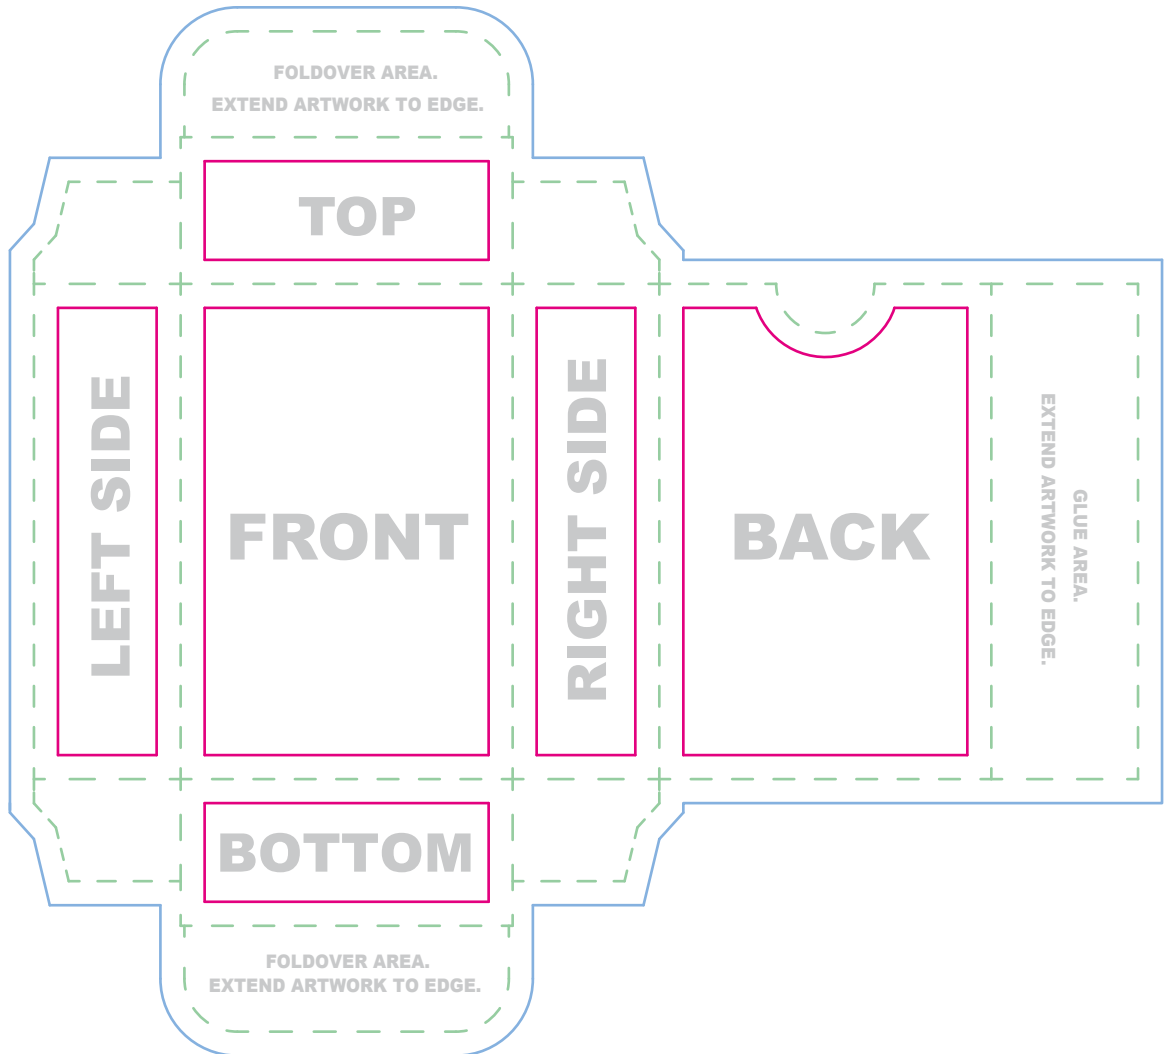 FOLDOVER AREA.
EXTEND ARTWORK TO EDGE.
TOP
LEFT SIDE
FRONT
RIGHT SIDE
BACK
GLUE AREA.
EXTEND ARTWORK TO EDGE.
BOTTOM
FOLDOVER AREA.
EXTEND ARTWORK TO EDGE.